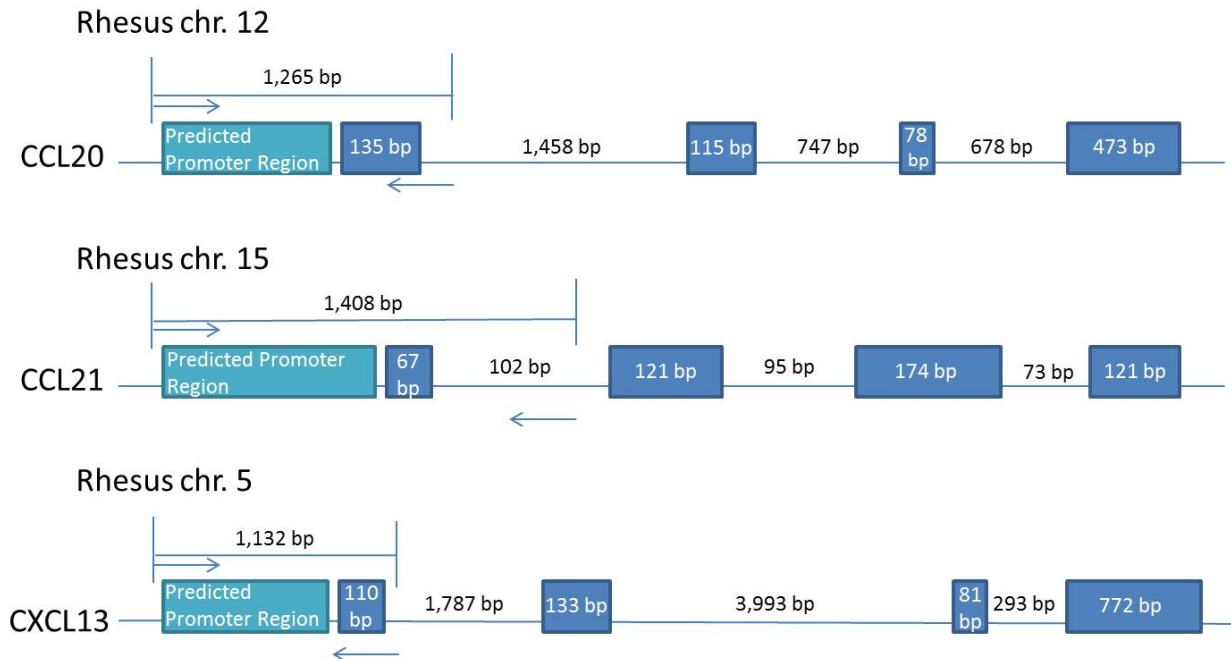 Rhesus chr. 12
1,265 bp
Predicted
Promoter Region
CCL20
135 bp
1,458 bp
115 bp
747 bp
78
bp
678 bp
473 bp
Rhesus chr. 15
1,408 bp
Predicted Promoter
Region
CCL21
67
bp
102 bp
121 bp
95 bp
174 bp
73 bp
121 bp
Rhesus chr. 5
1,132 bp
Predicted
Promoter Region
CXCL13
110
bp
1,787 bp
133 bp
3,993 bp
81
bp
293 bp
772 bp